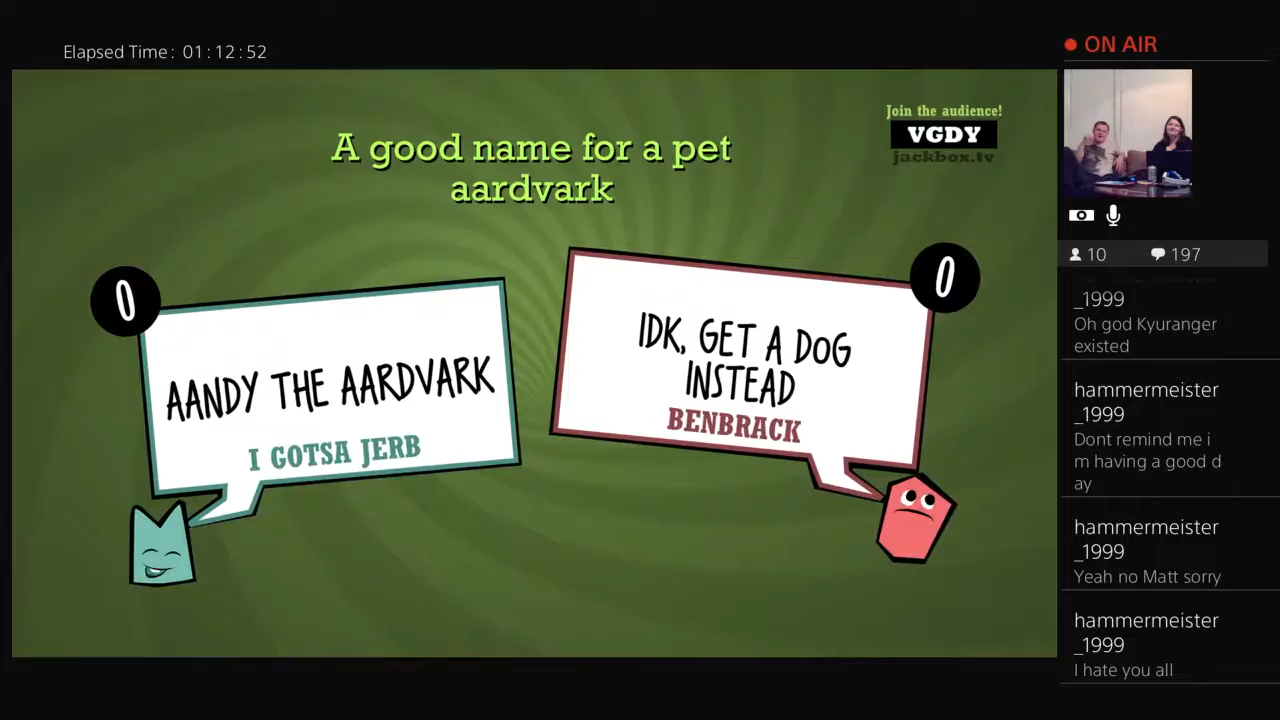 Elapsed Time: 01:12:52
ON AIR
Join the audience!
VGDY
jackbox.tv
A good name for a pet
aardvark
0
0
AANDY THE AARDVARK
I GOTSA JERB
IDK, GET A DOG
INSTEAD
BENBRACK
10 197
_1999
Oh god Kyuranger
existed
hammermeister
_1999
Dont remind me i
m having a good d
ay
hammermeister
_1999
Yeah no Matt sorry
hammermeister
_1999
I hate you all